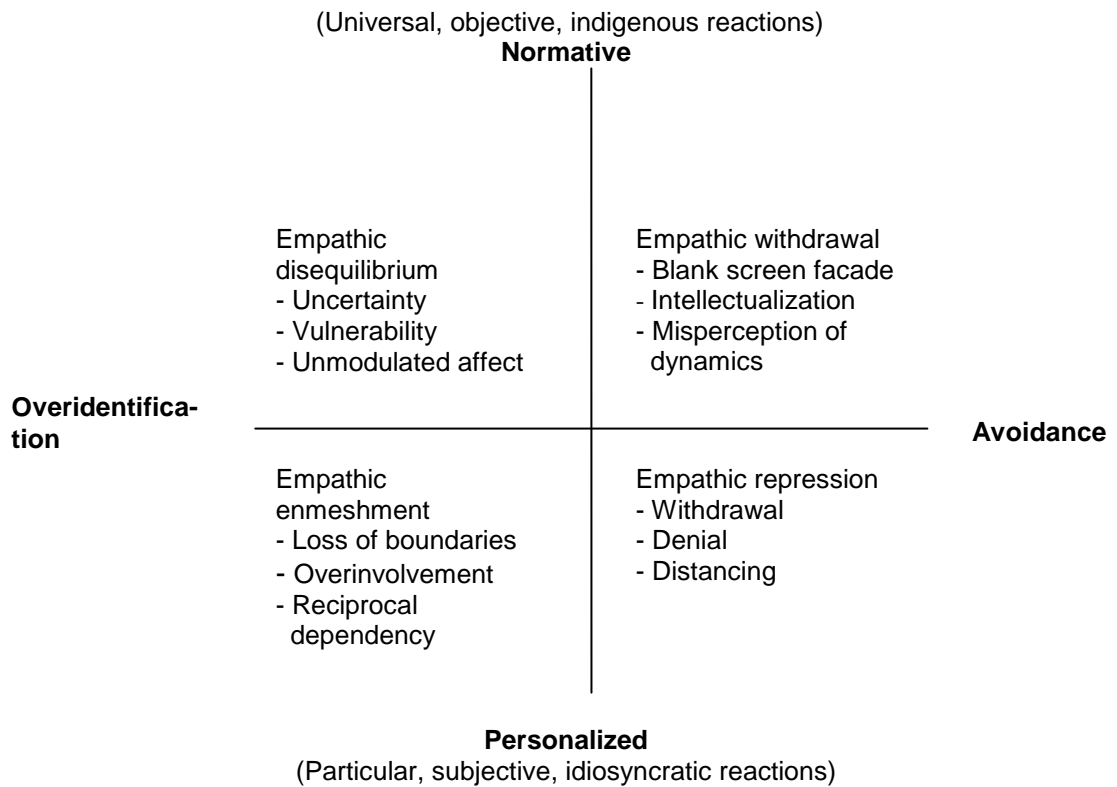 (Universal, objective, indigenous reactions)
Normative
Empathic
disequilibrium
- Uncertainty
- Vulnerability
- Unmodulated affect
Empathic withdrawal
- Blank screen facade
- Intellectualization
- Misperception of
dynamics
Overidentifica-
tion
Avoidance
Empathic
enmeshment
- Loss of boundaries
- Overinvolvement
- Reciprocal
dependency
Empathic repression
- Withdrawal
- Denial
- Distancing
Personalized
(Particular, subjective, idiosyncratic reactions)